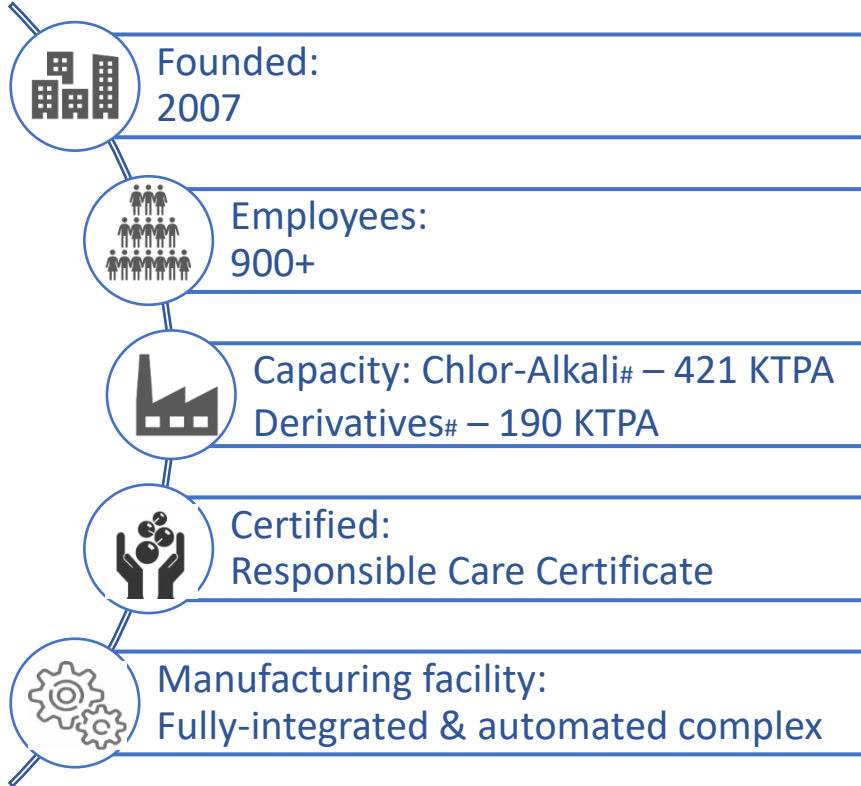 Founded:
2007
Employees:
900+
Capacity: Chlor-Alkali# – 421 KTPA
Derivatives# – 190 KTPA
Certified:
Responsible Care Certificate
Manufacturing facility:
Fully-integrated & automated complex